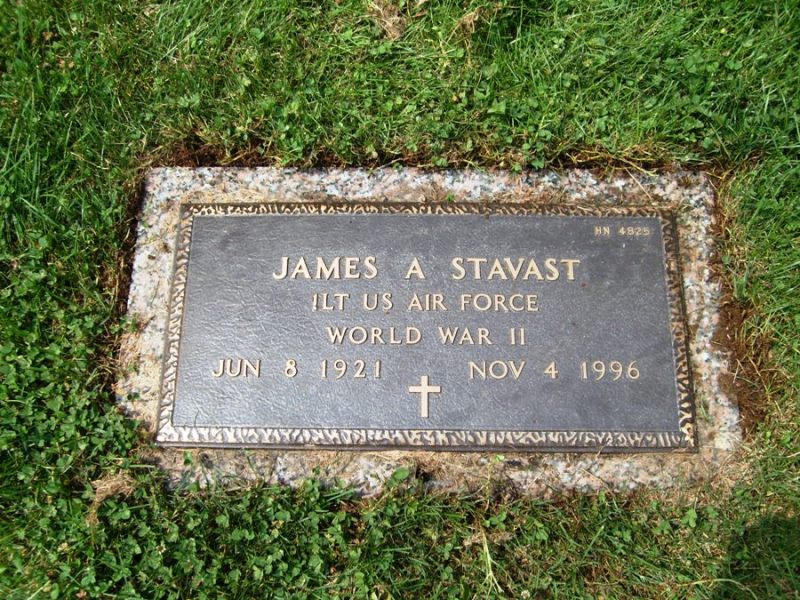 HN 4825
JAMES A STAVAST
1LT US AIR FORCE
WORLD WAR II
JUN 8 1921 NOV 4 1996